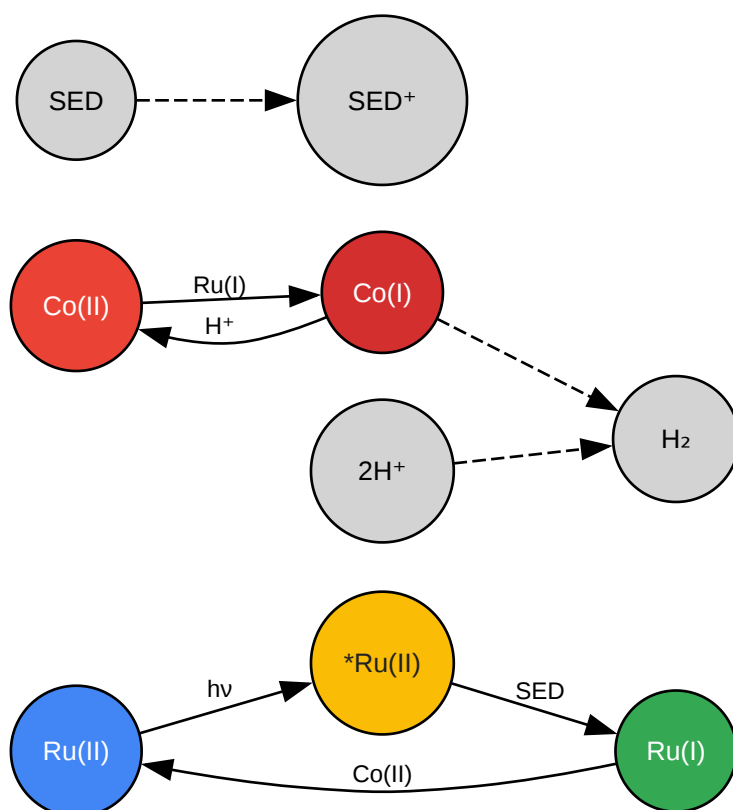 SED
SED⁺
Co(II)
Ru(I)
H⁺
Co(I)
2H⁺
H₂
Ru(II)
hν
*Ru(II)
SED
Ru(I)
Co(II)